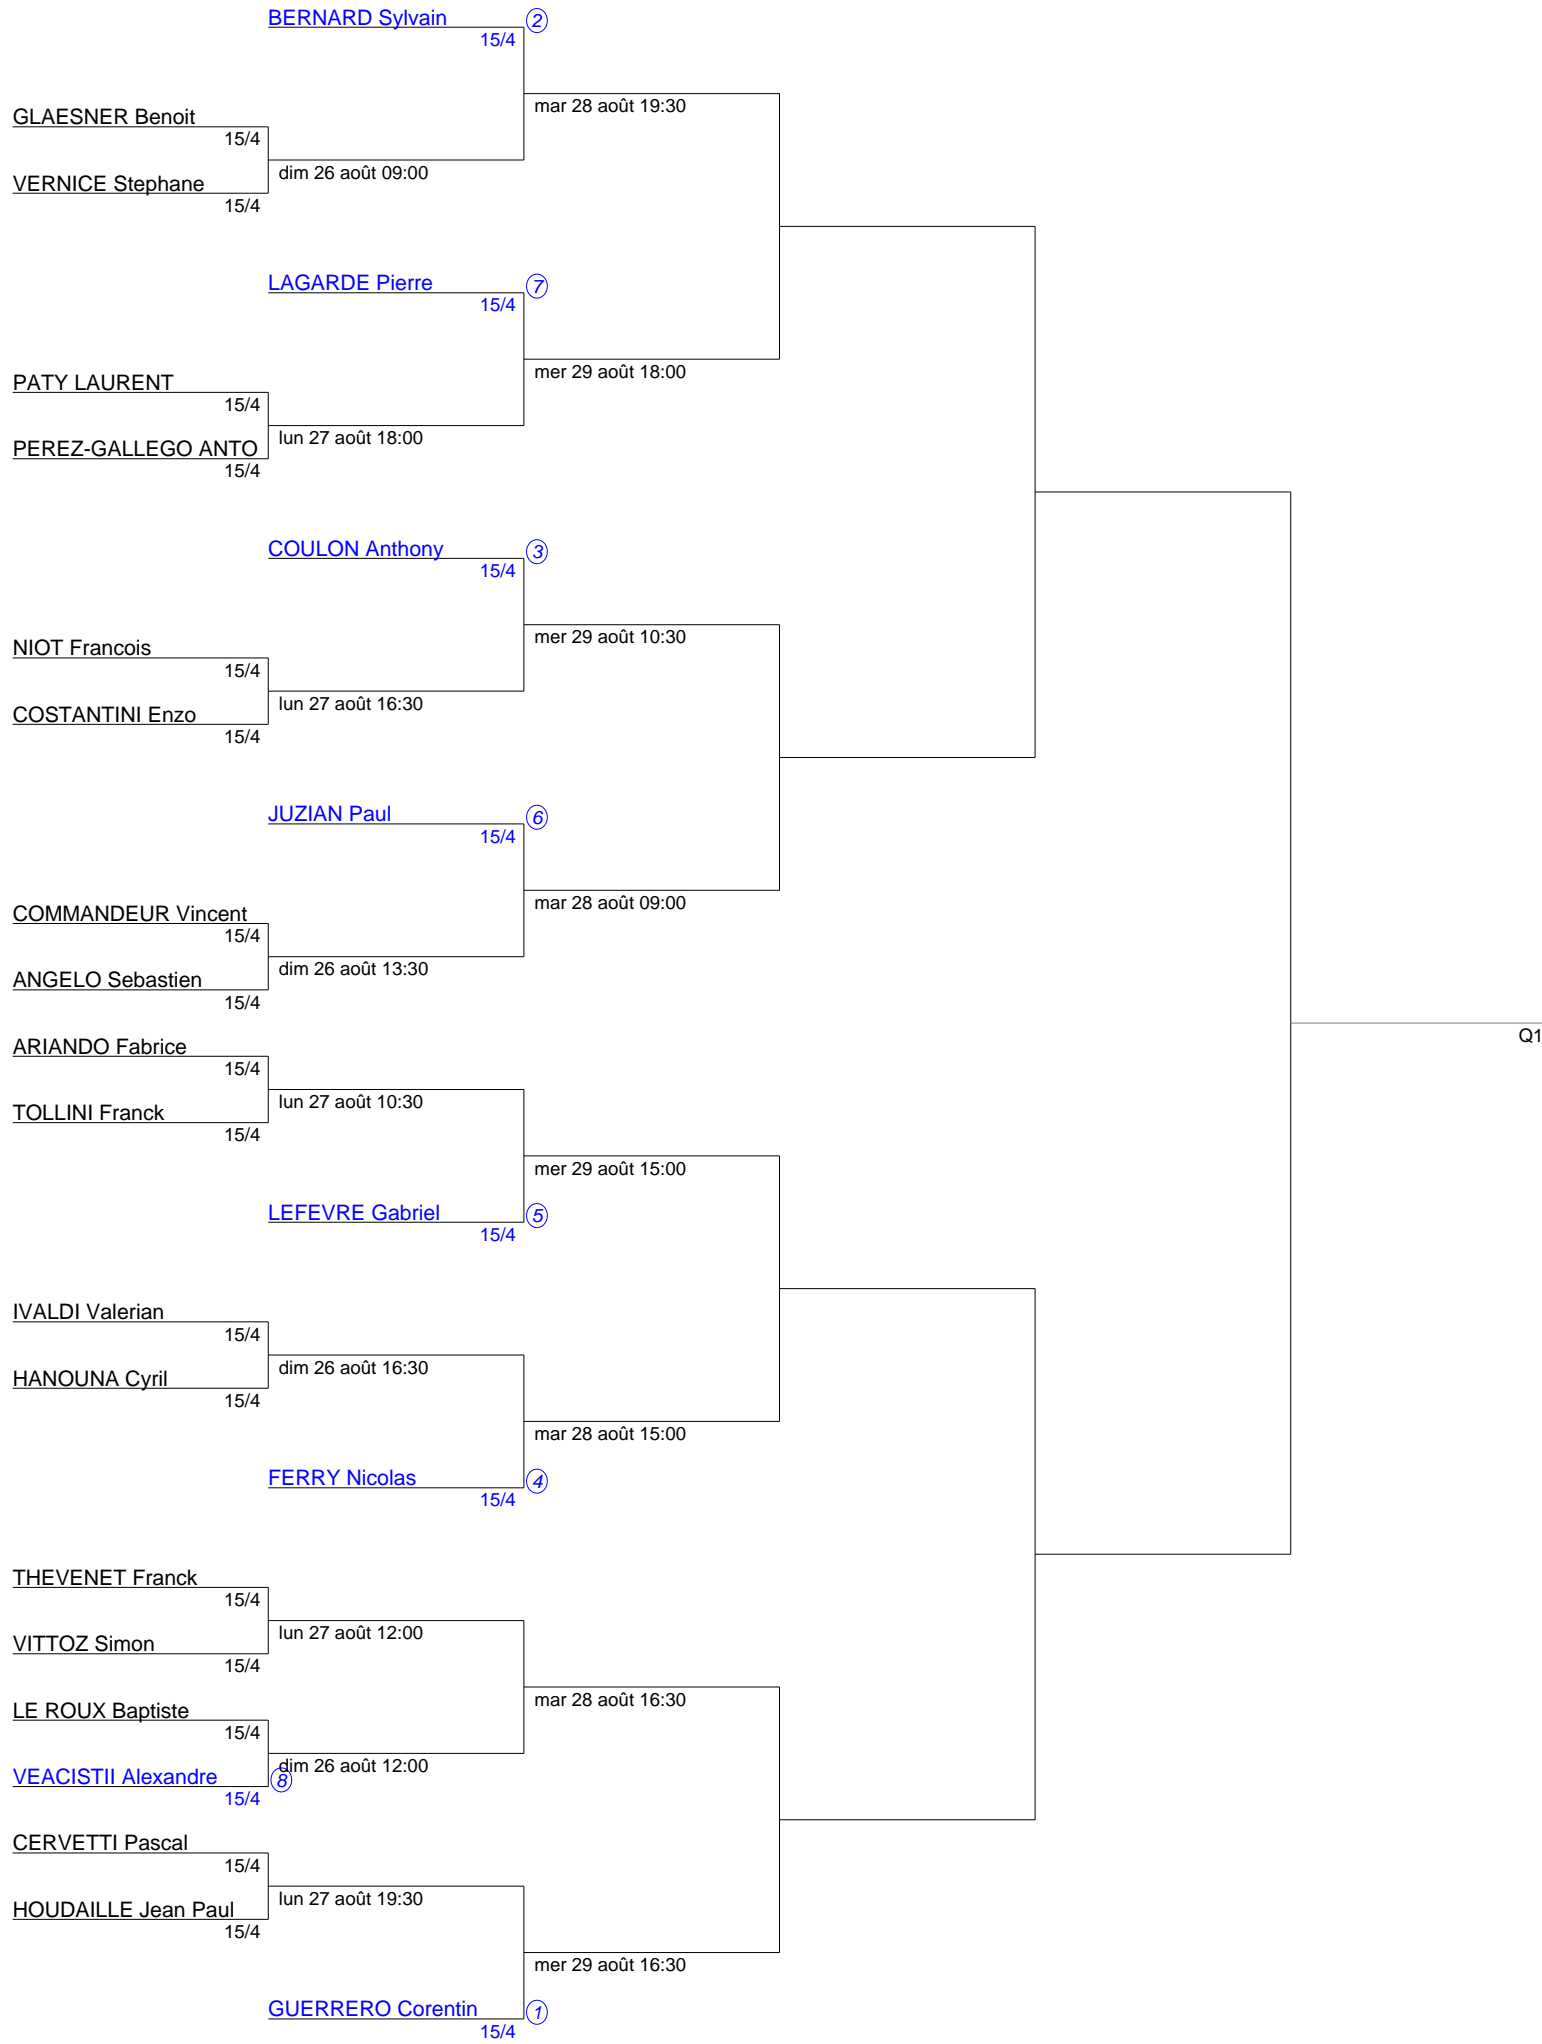 BERNARD Sylvain 2
15/4
mar 28 août 19:30
GLAESNER Benoit
15/4
dim 26 août 09:00
VERNICE Stephane
15/4
LAGARDE Pierre 7
15/4
mer 29 août 18:00
PATY LAURENT
15/4
lun 27 août 18:00
PEREZ-GALLEGO ANTO
15/4
COULON Anthony 3
15/4
mer 29 août 10:30
NIOT Francois
15/4
lun 27 août 16:30
COSTANTINI Enzo
15/4
JUZIAN Paul 6
15/4
mar 28 août 09:00
COMMANDEUR Vincent
15/4
dim 26 août 13:30
ANGELO Sebastien
15/4
Q1
ARIANDO Fabrice
15/4
lun 27 août 10:30
TOLLINI Franck
15/4
mer 29 août 15:00
LEFEVRE Gabriel 5
15/4
IVALDI Valerian
15/4
dim 26 août 16:30
HANOUNA Cyril
15/4
mar 28 août 15:00
FERRY Nicolas 4
15/4
THEVENET Franck
15/4
lun 27 août 12:00
VITTOZ Simon
15/4
mar 28 août 16:30
LE ROUX Baptiste
15/4
dim 26 août 12:00
VEACISTII Alexandre 8
15/4
CERVETTI Pascal
15/4
lun 27 août 19:30
HOUDAILLE Jean Paul
15/4
mer 29 août 16:30
GUERRERO Corentin 1
15/4